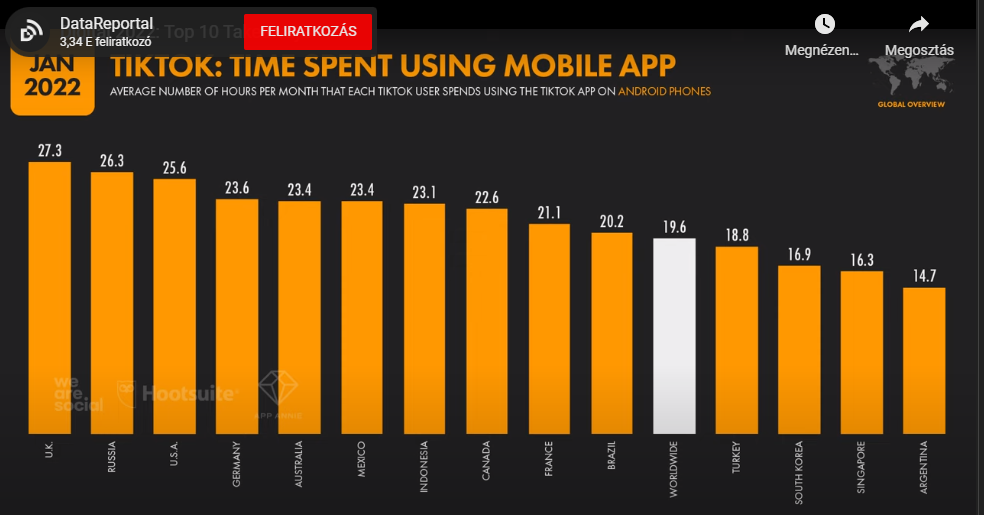 DataReportal
3,34 E feliratkozó
FELIRATKOZÁS
2022: Top 10 Ta
Megnézen...
Megosztás
JAN
2022
TIKTOK: TIME SPENT USING MOBILE APP
AVERAGE NUMBER OF HOURS PER MONTH THAT EACH TIKTOK USER SPENDS USING THE TIKTOK APP ON ANDROID PHONES
GLOBAL OVERVIEW
27.3
26.3
25.6
23.6
23.4
23.4
23.1
22.6
21.1
20.2
19.6
18.8
16.9
16.3
14.7
we
are
social
Hootsuite®
APP ANNIE
U.K.
RUSSIA
U.S.A.
GERMANY
AUSTRALIA
MEXICO
INDONESIA
CANADA
FRANCE
BRAZIL
WORLDWIDE
TURKEY
SOUTH KOREA
SINGAPORE
ARGENTINA